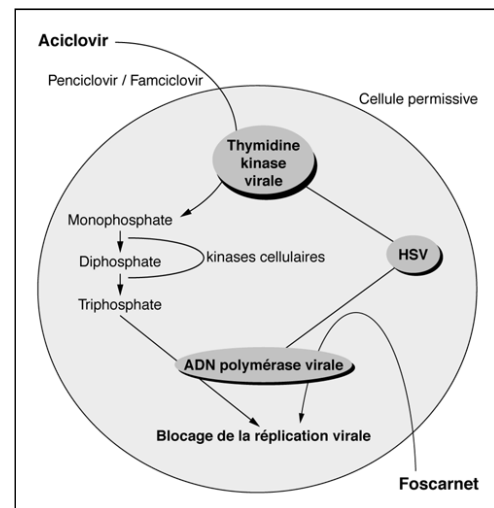 Aciclovir
Penciclovir / Famciclovir
Cellule permissive
Thymidine
kinase
virale
Monophosphate
Diphosphate
kinases cellulaires
HSV
Triphosphate
ADN polymérase virale
Blocage de la réplication virale
Foscarnet